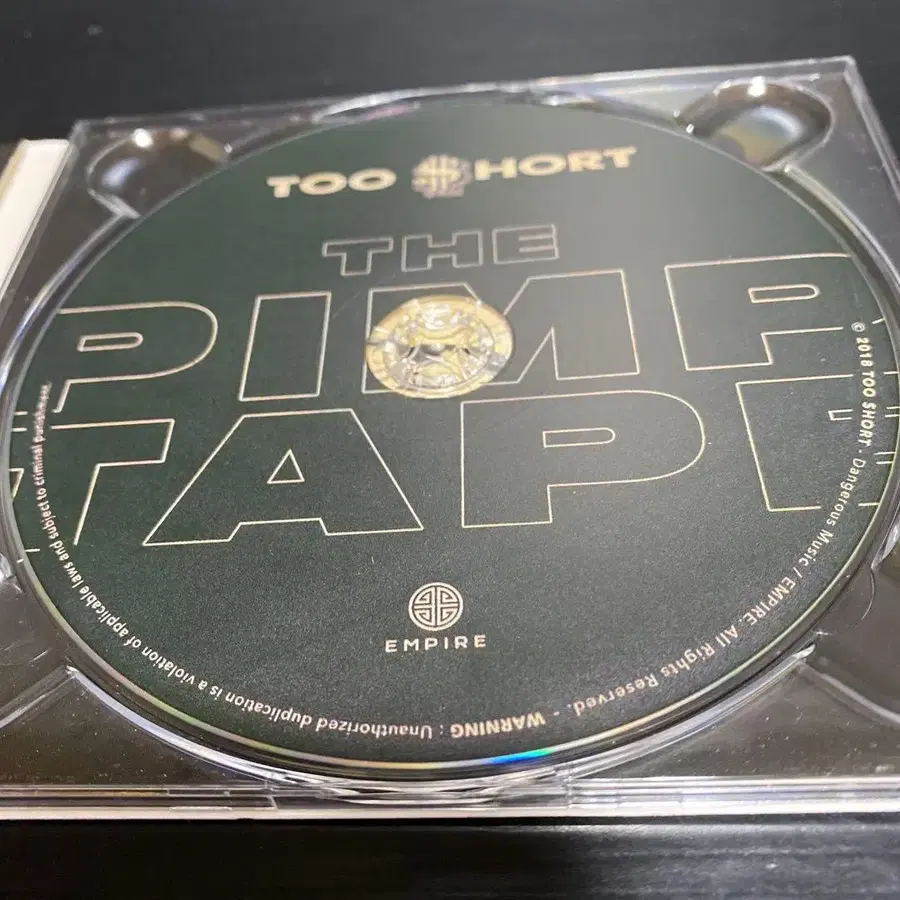 TOO $HORT
THE
PIMP
TAPE
EMPIRE
© 2018 TOO SHORT · Dangerous Music / EMPIRE. All Rights Reserved. - WARNING : Unauthorized duplication is a violation of applicable laws and subject to criminal punishment.